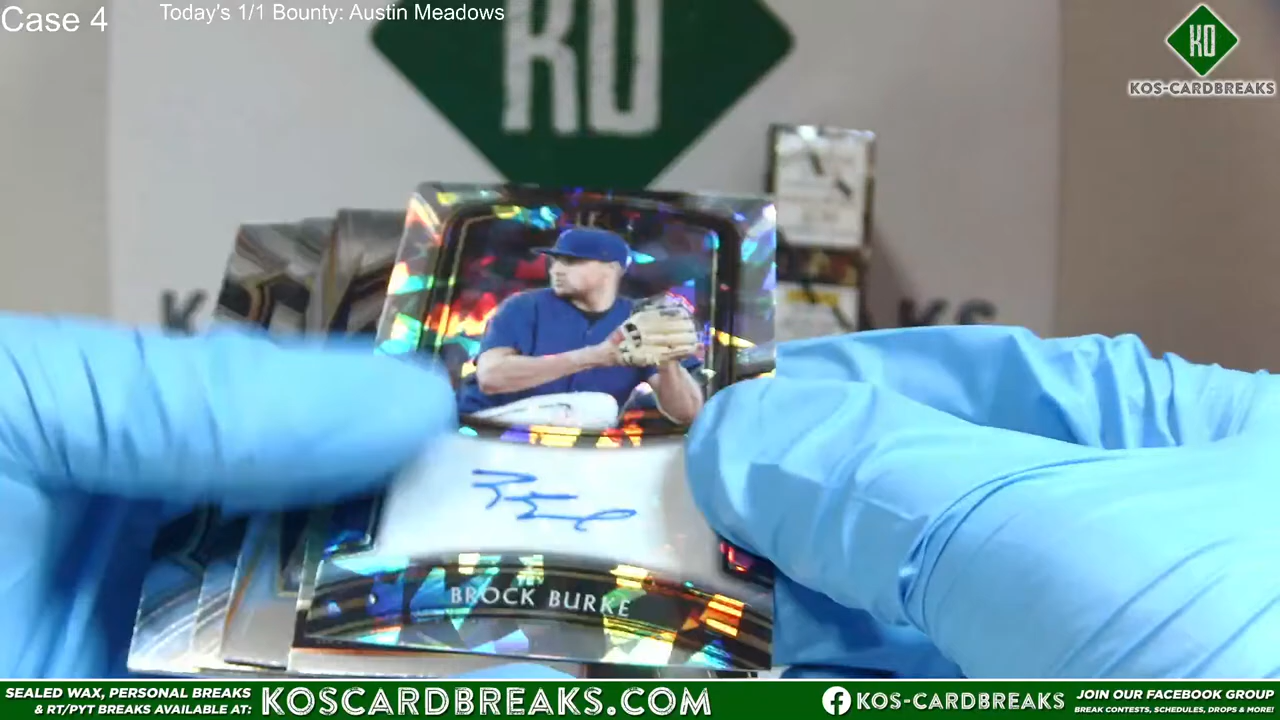 Case 4
Today's 1/1 Bounty: Austin Meadows
KO
KO
KOS-CARDBREAKS
BROCK BURKE
SEALED WAX, PERSONAL BREAKS
& RT/PYT BREAKS AVAILABLE AT:
KOSCARDBREAKS.COM
KOS-CARDBREAKS
JOIN OUR FACEBOOK GROUP
BREAK CONTESTS, SCHEDULES, DROPS & MORE!